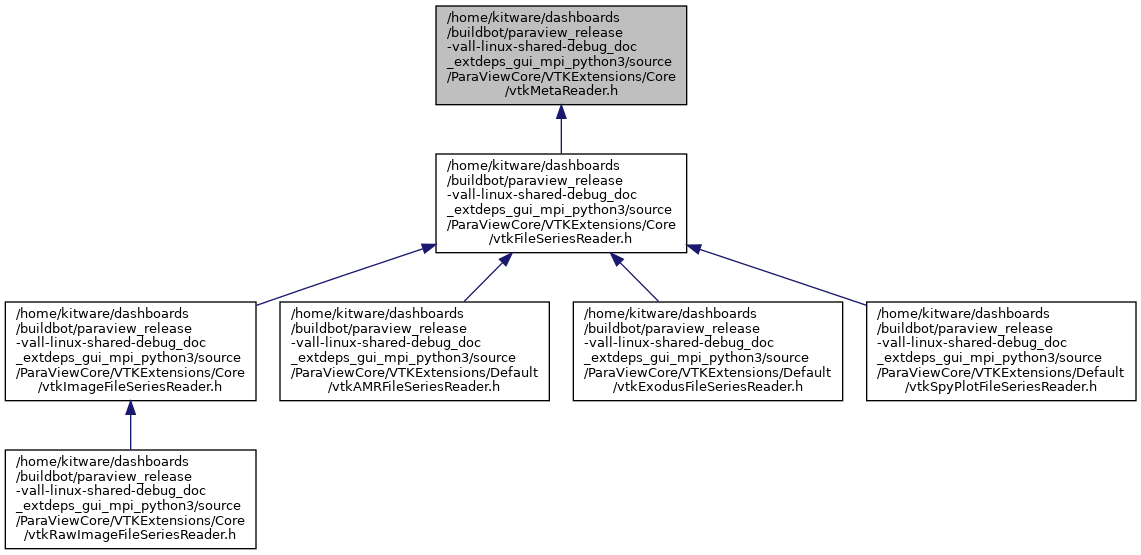 /home/kitware/dashboards
/buildbot/paraview_release
-vall-linux-shared-debug_doc
_extdeps_gui_mpi_python3/source
/ParaViewCore/VTKExtensions/Core
/vtkMetaReader.h
/home/kitware/dashboards
/buildbot/paraview_release
-vall-linux-shared-debug_doc
_extdeps_gui_mpi_python3/source
/ParaViewCore/VTKExtensions/Core
/vtkFileSeriesReader.h
/home/kitware/dashboards
/buildbot/paraview_release
-vall-linux-shared-debug_doc
_extdeps_gui_mpi_python3/source
/ParaViewCore/VTKExtensions/Core
/vtkImageFileSeriesReader.h
/home/kitware/dashboards
/buildbot/paraview_release
-vall-linux-shared-debug_doc
_extdeps_gui_mpi_python3/source
/ParaViewCore/VTKExtensions/Default
/vtkAMRFileSeriesReader.h
/home/kitware/dashboards
/buildbot/paraview_release
-vall-linux-shared-debug_doc
_extdeps_gui_mpi_python3/source
/ParaViewCore/VTKExtensions/Default
/vtkExodusFileSeriesReader.h
/home/kitware/dashboards
/buildbot/paraview_release
-vall-linux-shared-debug_doc
_extdeps_gui_mpi_python3/source
/ParaViewCore/VTKExtensions/Default
/vtkSpyPlotFileSeriesReader.h
/home/kitware/dashboards
/buildbot/paraview_release
-vall-linux-shared-debug_doc
_extdeps_gui_mpi_python3/source
/ParaViewCore/VTKExtensions/Core
/vtkRawImageFileSeriesReader.h